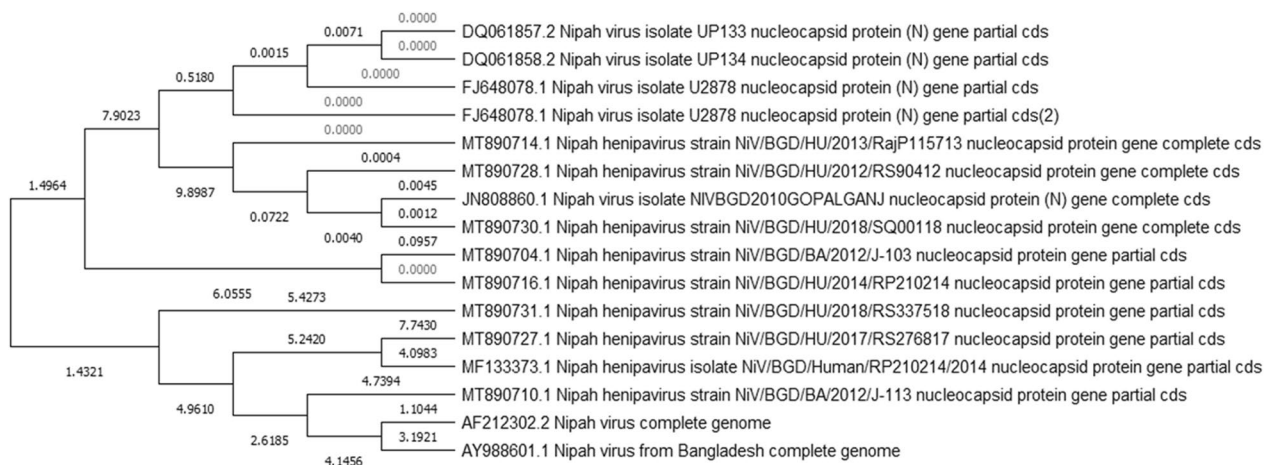 0.0000
0.0071
DQ061857.2 Nipah virus isolate UP133 nucleocapsid protein (N) gene partial cds
0.0015
0.0000
DQ061858.2 Nipah virus isolate UP134 nucleocapsid protein (N) gene partial cds
0.5180
0.0000
FJ648078.1 Nipah virus isolate U2878 nucleocapsid protein (N) gene partial cds
7.9023
0.0000
FJ648078.1 Nipah virus isolate U2878 nucleocapsid protein (N) gene partial cds(2)
0.0000
MT890714.1 Nipah henipavirus strain NiV/BGD/HU/2013/RajP115713 nucleocapsid protein gene complete cds
0.0004
MT890728.1 Nipah henipavirus strain NiV/BGD/HU/2012/RS90412 nucleocapsid protein gene complete cds
1.4964
9.8987
0.0045
JN808860.1 Nipah virus isolate NIVBGD2010GOPALGANJ nucleocapsid protein (N) gene complete cds
0.0722
0.0012
MT890730.1 Nipah henipavirus strain NiV/BGD/HU/2018/SQ00118 nucleocapsid protein gene complete cds
0.0040
0.0957
MT890704.1 Nipah henipavirus strain NiV/BGD/BA/2012/J-103 nucleocapsid protein gene partial cds
0.0000
MT890716.1 Nipah henipavirus strain NiV/BGD/HU/2014/RP210214 nucleocapsid protein gene partial cds
6.0555
5.4273
MT890731.1 Nipah henipavirus strain NiV/BGD/HU/2018/RS337518 nucleocapsid protein gene partial cds
7.7430
5.2420
MT890727.1 Nipah henipavirus strain NiV/BGD/HU/2017/RS276817 nucleocapsid protein gene partial cds
4.0983
MF133373.1 Nipah henipavirus isolate NiV/BGD/Human/RP210214/2014 nucleocapsid protein gene partial cds
1.4321
4.7394
MT890710.1 Nipah henipavirus strain NiV/BGD/BA/2012/J-113 nucleocapsid protein gene partial cds
4.9610
1.1044
AF212302.2 Nipah virus complete genome
2.6185
3.1921
AY988601.1 Nipah virus from Bangladesh complete genome
4.1456